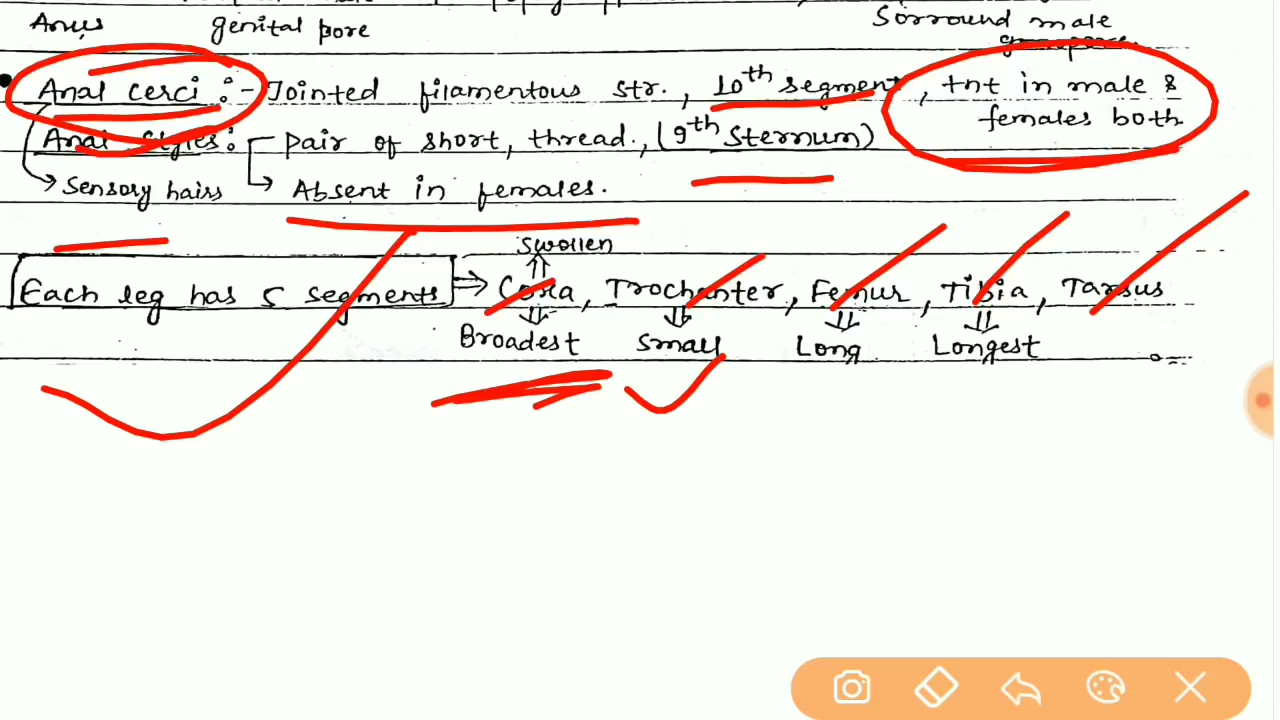 Anus genital pore Sorround male
Anal cerci :- Jointed filamentous str., 10th segment, tnt in male &
females both
Anal Styles: pair of short, thread., (9th sternum)
Sensory hairs Absent in females.
Swollen
Each leg has 5 segments Coxa, Trochanter, Femur, Tibia, Tarsus
Broadest Small Long Longest